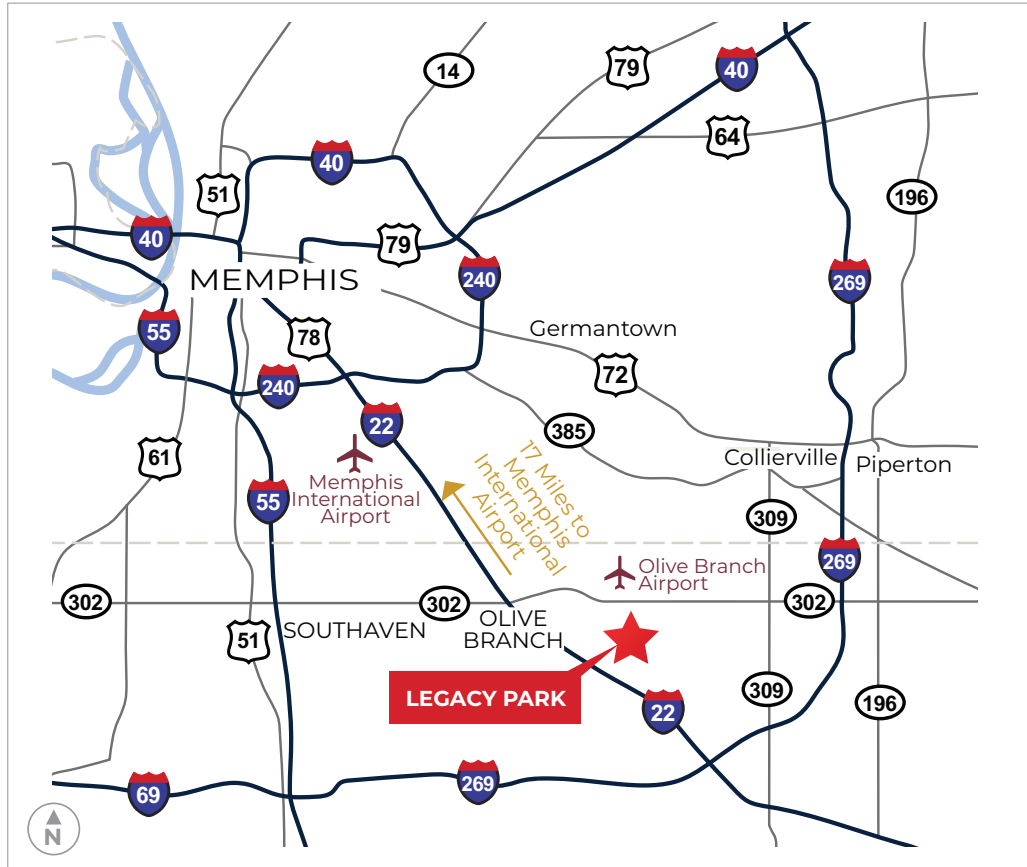 14
79
40
64
40
51
196
40
79
240
269
MEMPHIS
55
78
Germantown
72
240
22
385
61
Memphis
International
Airport
17 Miles to
Memphis
International
Airport
Collierville
Piperton
55
309
269
Olive Branch
Airport
302
302
302
OLIVE
BRANCH
SOUTHAVEN
51
LEGACY PARK
309
196
22
69
269
N